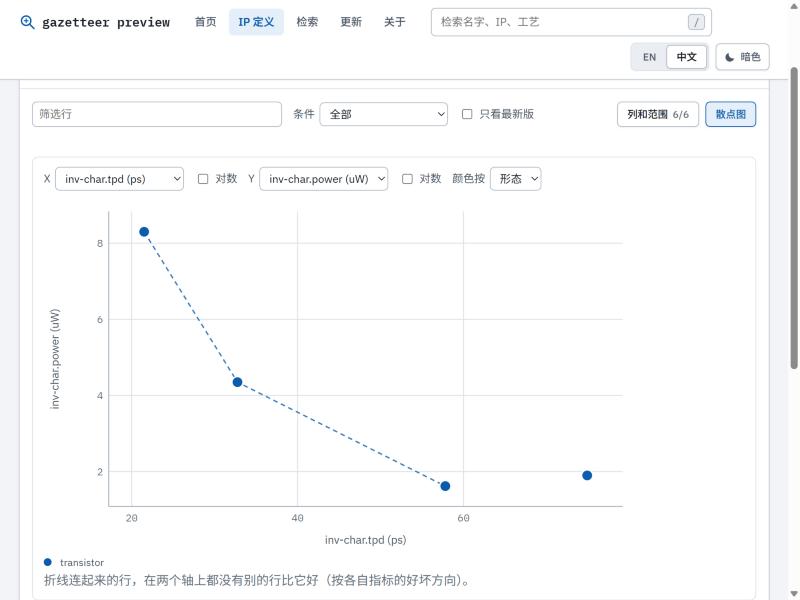 gazetteer preview 首页 IP 定义 检索 更新 关于 检索名字、IP、工艺 /
EN 中文 暗色
筛选行 条件 全部 只看最新版 列和范围 6/6 散点图
X inv-char.tpd (ps) 对数 Y inv-char.power (uW) 对数 颜色按 形态
8
6
4
2
inv-char.power (uW)
20 40 60
inv-char.tpd (ps)
transistor
折线连起来的行，在两个轴上都没有别的行比它好（按各自指标的好坏方向）。